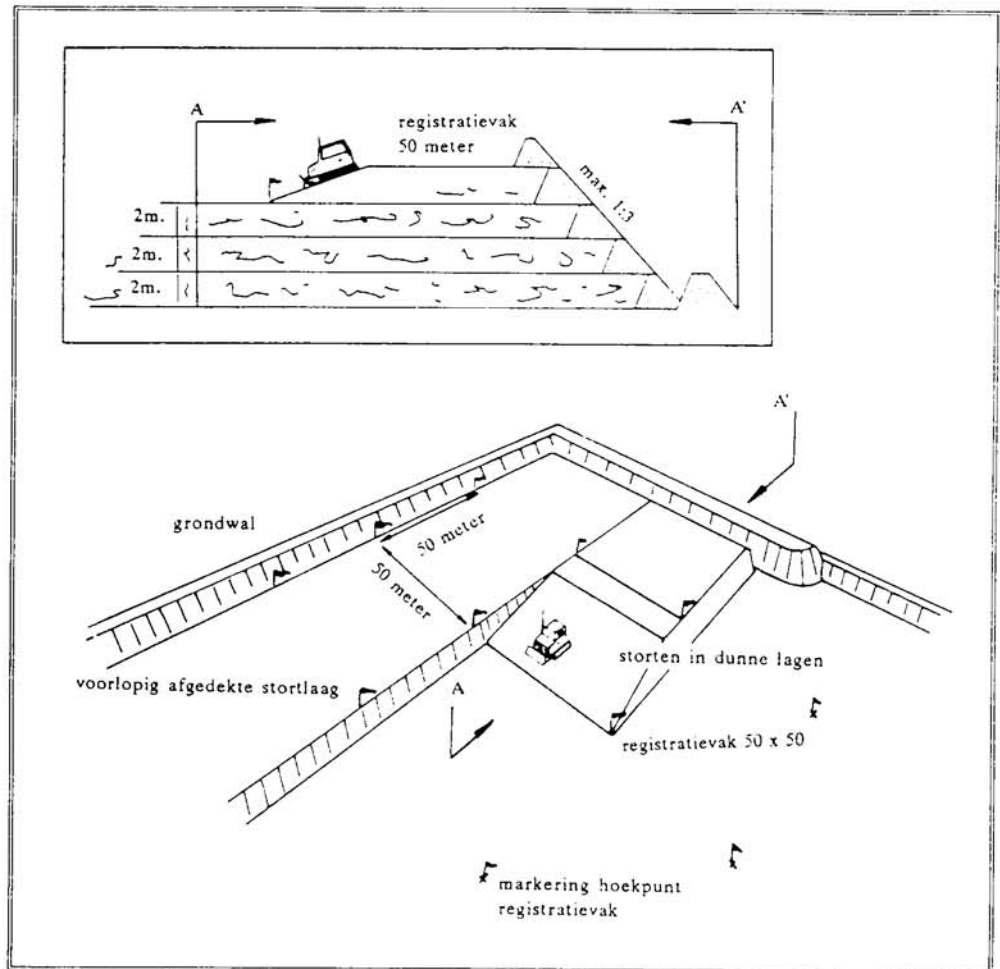 A
A'
registratievak
50 meter
max. 1:3
2m.
2m.
2m.
A'
grondwal
50 meter
50 meter
storten in dunne lagen
voorlopig afgedekte stortlaag
A
registratievak 50 x 50
markering hoekpunt
registratievak